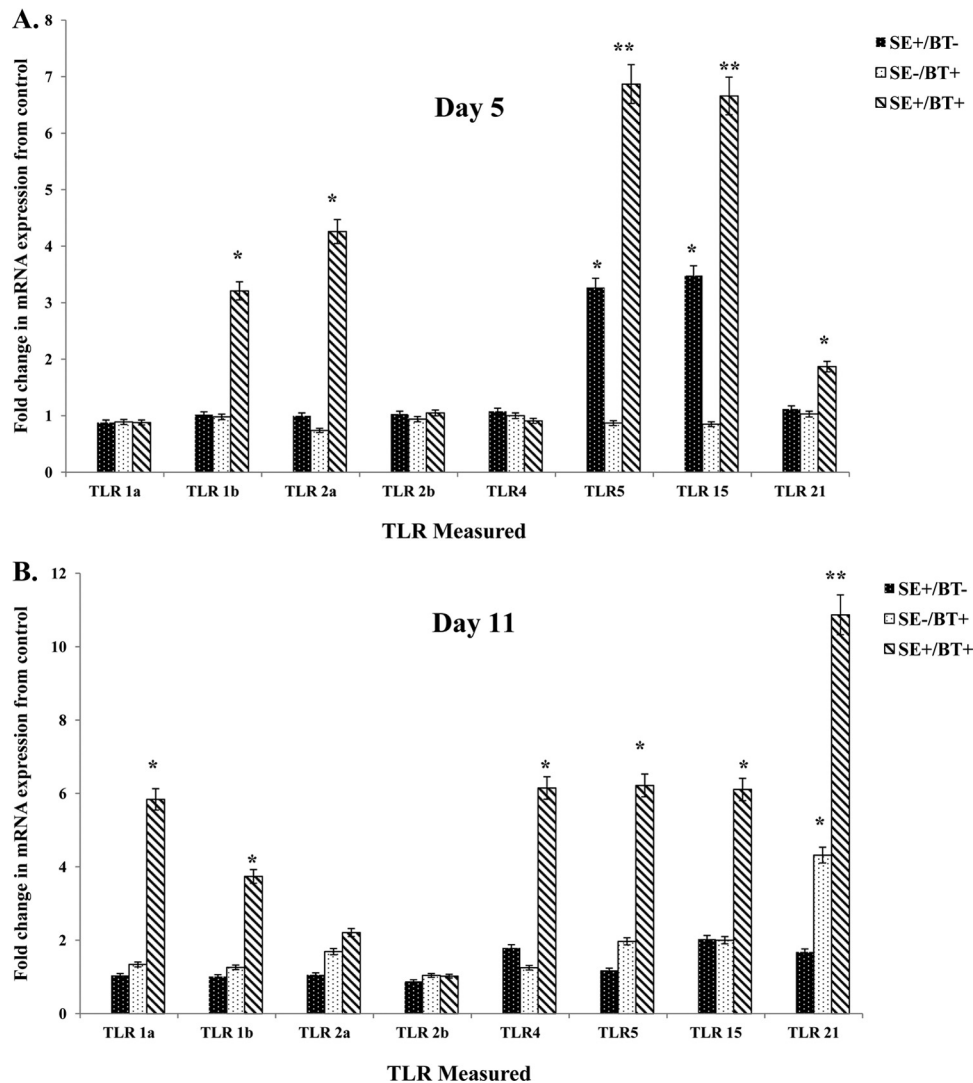 A.
Fold change in mRNA expression from control
8
7
6
5
4
3
2
1
0
Day 5
SE+/BT-
SE-/BT+
SE+/BT+
*
*
*
**
*
**
*
TLR 1a TLR 1b TLR 2a TLR 2b TLR4 TLR5 TLR 15 TLR 21
TLR Measured
B.
Fold change in mRNA expression from control
12
10
8
6
4
2
0
Day 11
SE+/BT-
SE-/BT+
SE+/BT+
*
*
*
*
*
*
**
TLR 1a TLR 1b TLR 2a TLR 2b TLR4 TLR5 TLR 15 TLR 21
TLR Measured